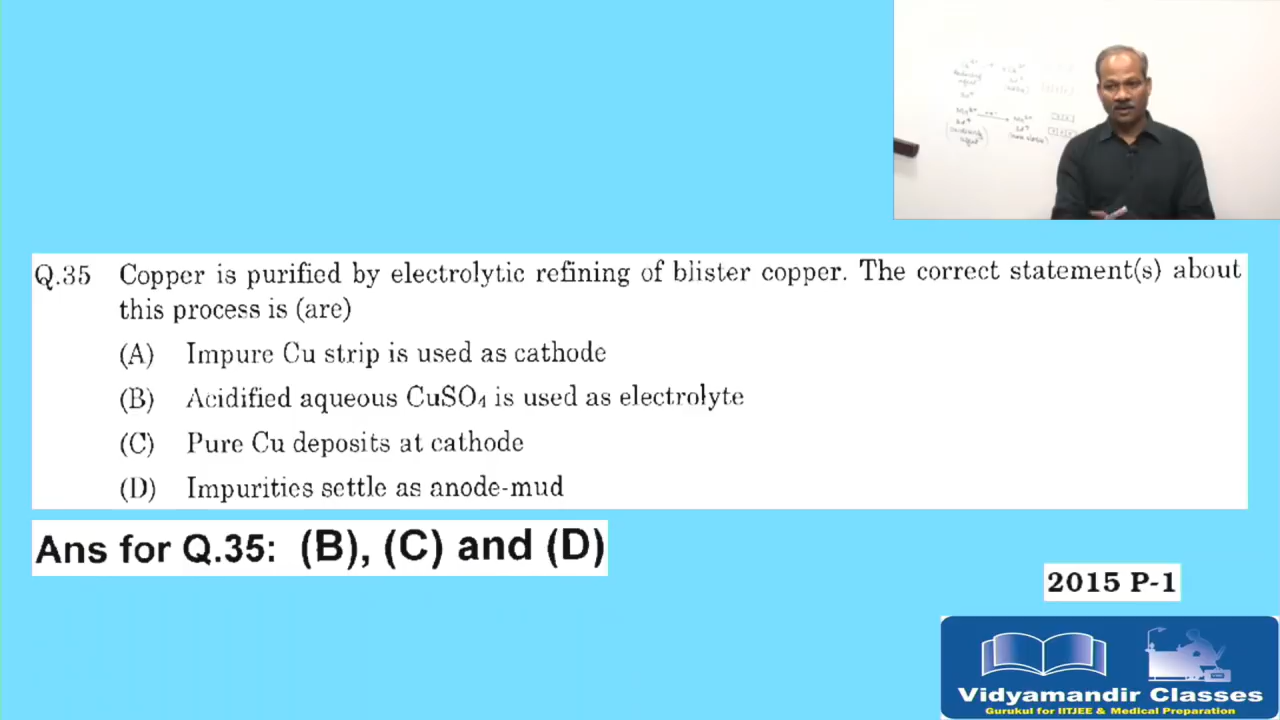 Q.35 Copper is purified by electrolytic refining of blister copper. The correct statement(s) about
this process is (are)
(A) Impure Cu strip is used as cathode
(B) Acidified aqueous CuSO₄ is used as electrolyte
(C) Pure Cu deposits at cathode
(D) Impurities settle as anode-mud
Ans for Q.35: (B), (C) and (D)
2015 P-1
Vidyamandir Classes
Gurukul for IITJEE & Medical Preparation